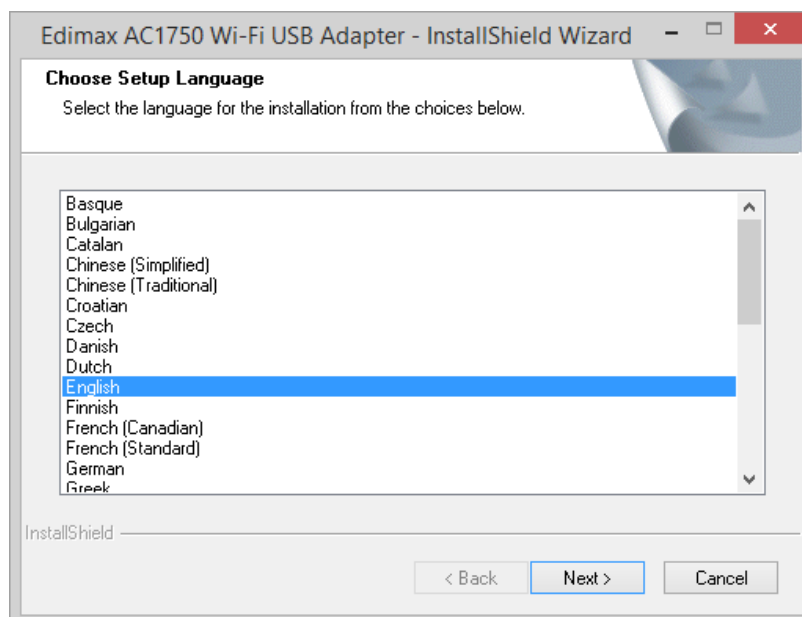 Edimax AC1750 Wi-Fi USB Adapter - InstallShield Wizard
Choose Setup Language
Select the language for the installation from the choices below.
Basque
Bulgarian
Catalan
Chinese (Simplified)
Chinese (Traditional)
Croatian
Czech
Danish
Dutch
English
Finnish
French (Canadian)
French (Standard)
German
Greek
InstallShield
< Back
Next >
Cancel